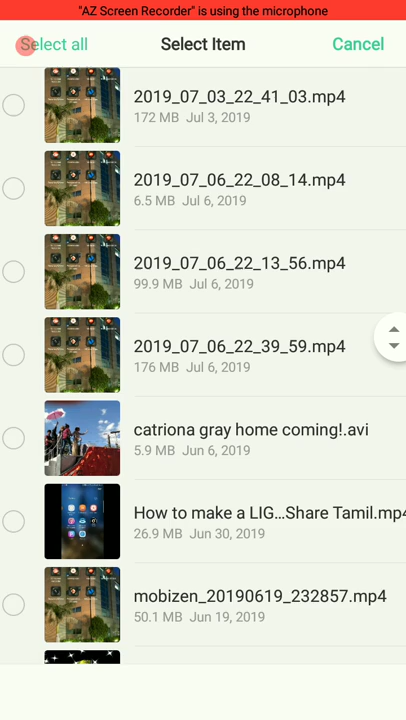 "AZ Screen Recorder" is using the microphone
Select all
Select Item
Cancel
2019_07_03_22_41_03.mp4
172 MB Jul 3, 2019
2019_07_06_22_08_14.mp4
6.5 MB Jul 6, 2019
2019_07_06_22_13_56.mp4
99.9 MB Jul 6, 2019
2019_07_06_22_39_59.mp4
176 MB Jul 6, 2019
catriona gray home coming!.avi
5.9 MB Jun 6, 2019
How to make a LIG...Share Tamil.mp4
26.9 MB Jun 30, 2019
mobizen_20190619_232857.mp4
50.1 MB Jun 19, 2019